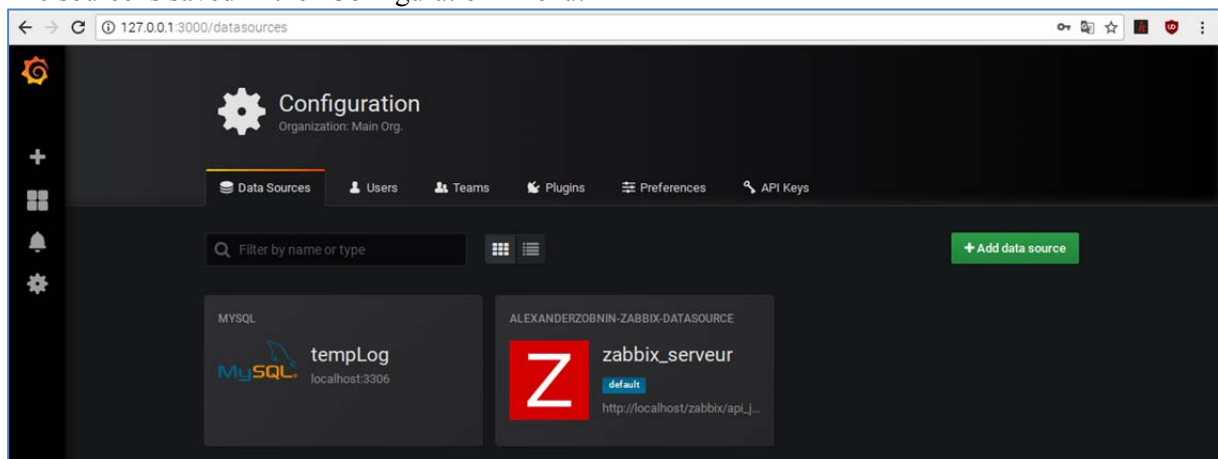 127.0.0.1:3000/datasources
Configuration
Organization: Main Org.
Data Sources Users Teams Plugins Preferences API Keys
Filter by name or type
+ Add data source
MYSQL
MySQL.
tempLog
localhost:3306
ALEXANDERZOBNIN-ZABBIX-DATASOURCE
Z
zabbix_serveur
default
http://localhost/zabbix/api_j...